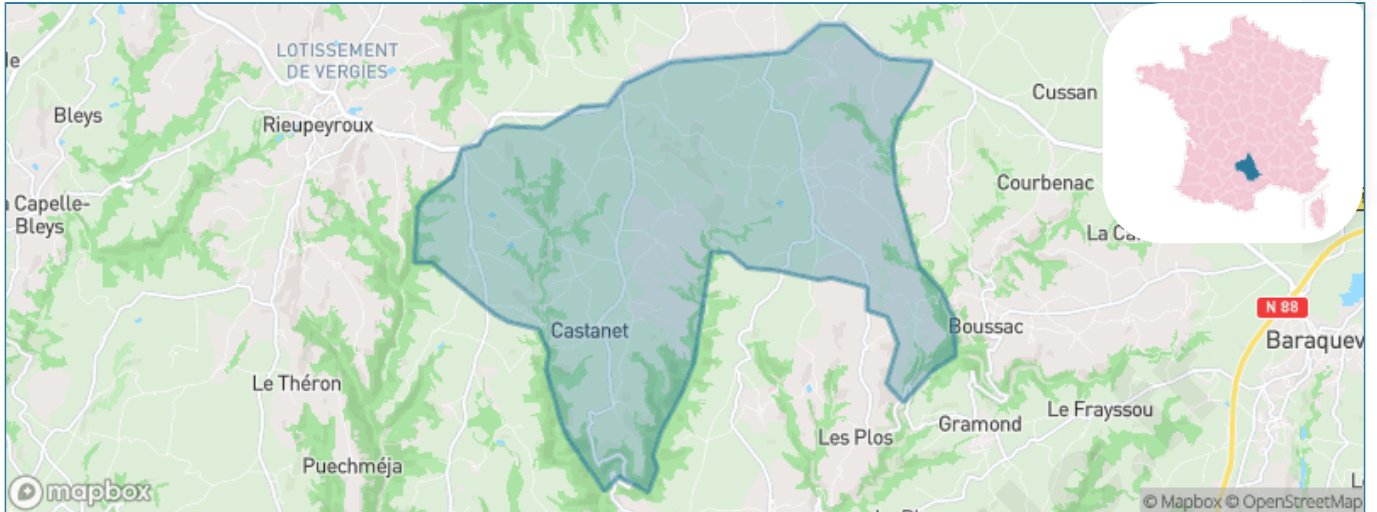 LOTISSEMENT
DE VERGIES
Bleys
Rieupeyroux
Cussan
Courbenac
Capelle-
Bleys
La
N 88
Castanet
Boussac
Baraquev
Le Théron
Le Frayssou
Gramond
Les Plos
Puechméja
mapbox
© Mapbox © OpenStreetMap